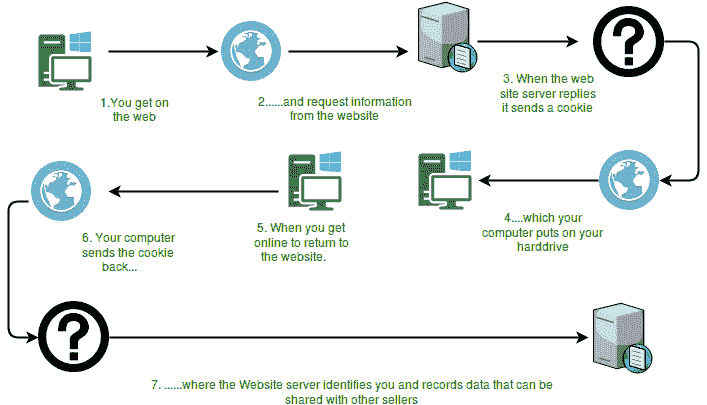 1.You get on
the web
2......and request information
from the website
3. When the web
site server replies
it sends a cookie
4....which your
computer puts on your
harddrive
5. When you get
online to return to
the website.
6. Your computer
sends the cookie
back...
7. ......where the Website server identifies you and records data that can be
shared with other sellers